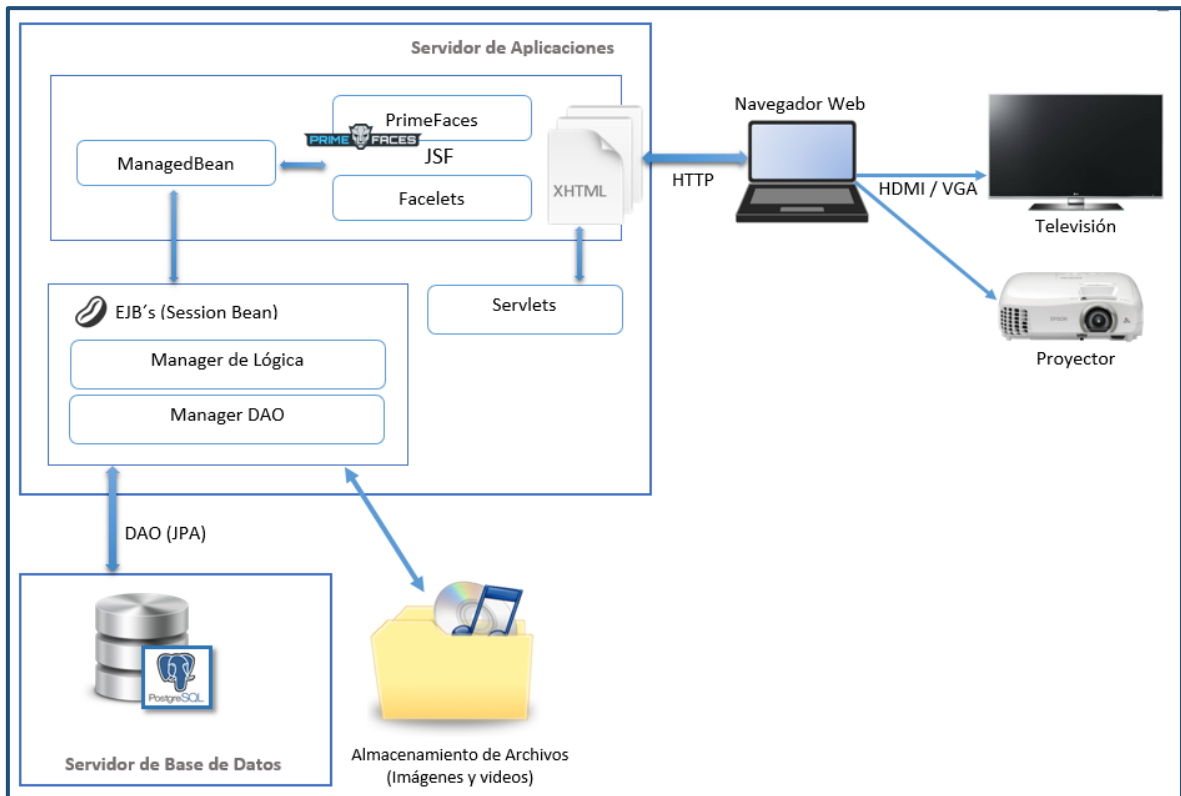 Servidor de Aplicaciones
PrimeFaces
PRIME FACES
JSF
ManagedBean
Facelets
XHTML
HTTP
Navegador Web
HDMI / VGA
Televisión
Proyector
Servlets
EJB´s (Session Bean)
Manager de Lógica
Manager DAO
DAO (JPA)
PostgreSQL
Servidor de Base de Datos
Almacenamiento de Archivos
(Imágenes y videos)
EPSON